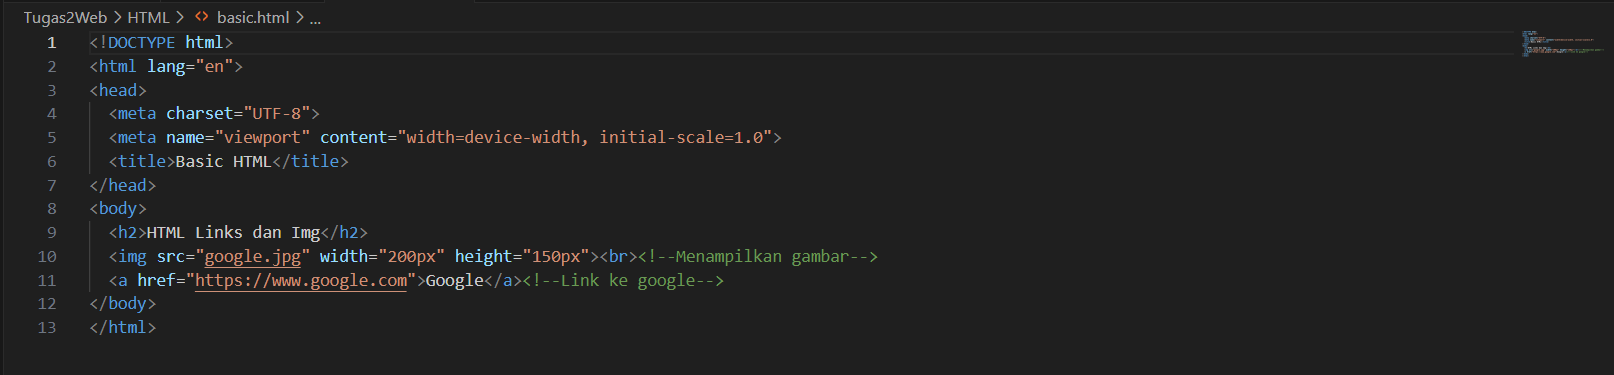 Tugas2Web > HTML > <> basic.html > ...
1 <!DOCTYPE html>
2 <html lang="en">
3 <head>
4 <meta charset="UTF-8">
5 <meta name="viewport" content="width=device-width, initial-scale=1.0">
6 <title>Basic HTML</title>
7 </head>
8 <body>
9 <h2>HTML Links dan Img</h2>
10 <img src="google.jpg" width="200px" height="150px"><br><!--Menampilkan gambar-->
11 <a href="https://www.google.com">Google</a><!--Link ke google-->
12 </body>
13 </html>